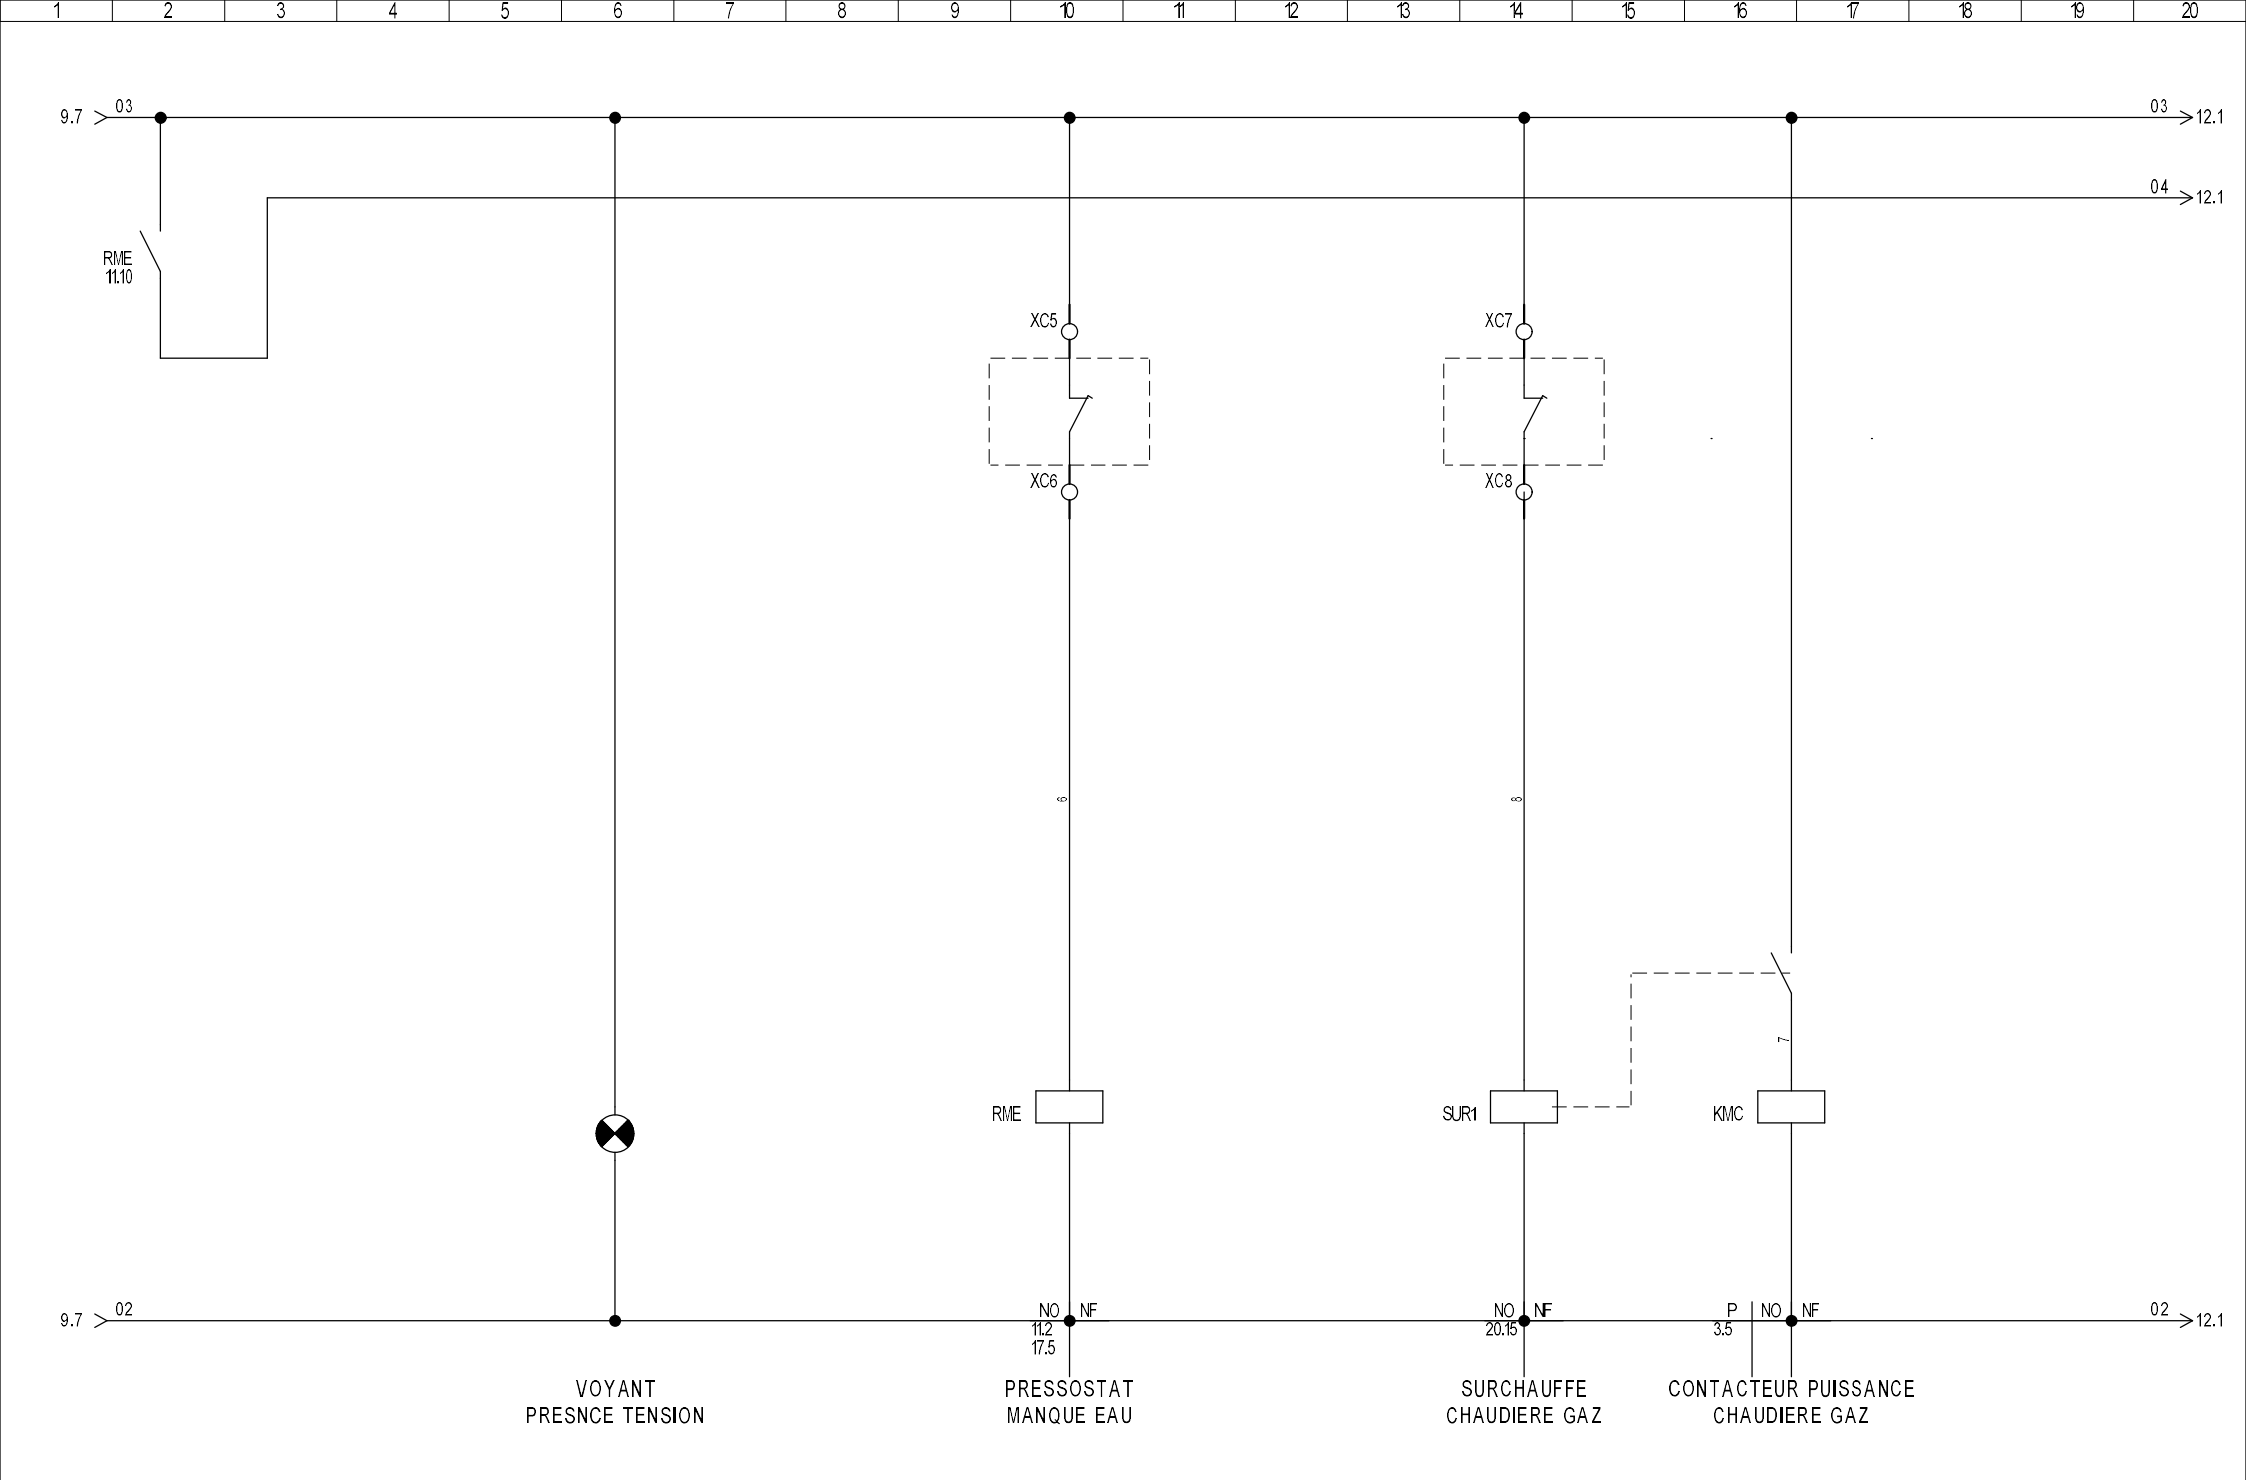 1 2 3 4 5 6 7 8 9 10 11 12 13 14 15 16 17 18 19 20
03 03
9.7 12.1
04
12.1
RME
11.10
XC5 XC7
XC6 XC8
6 8
7
RME SUR1 KMC
02 NO NF NO NF P NO NF 02
9.7 11.2 20.15 3.5 12.1
17.5
VOYANT PRESSOSTAT SURCHAUFFE CONTACTEUR PUISSANCE
PRESNCE TENSION MANQUE EAU CHAUDIERE GAZ CHAUDIERE GAZ